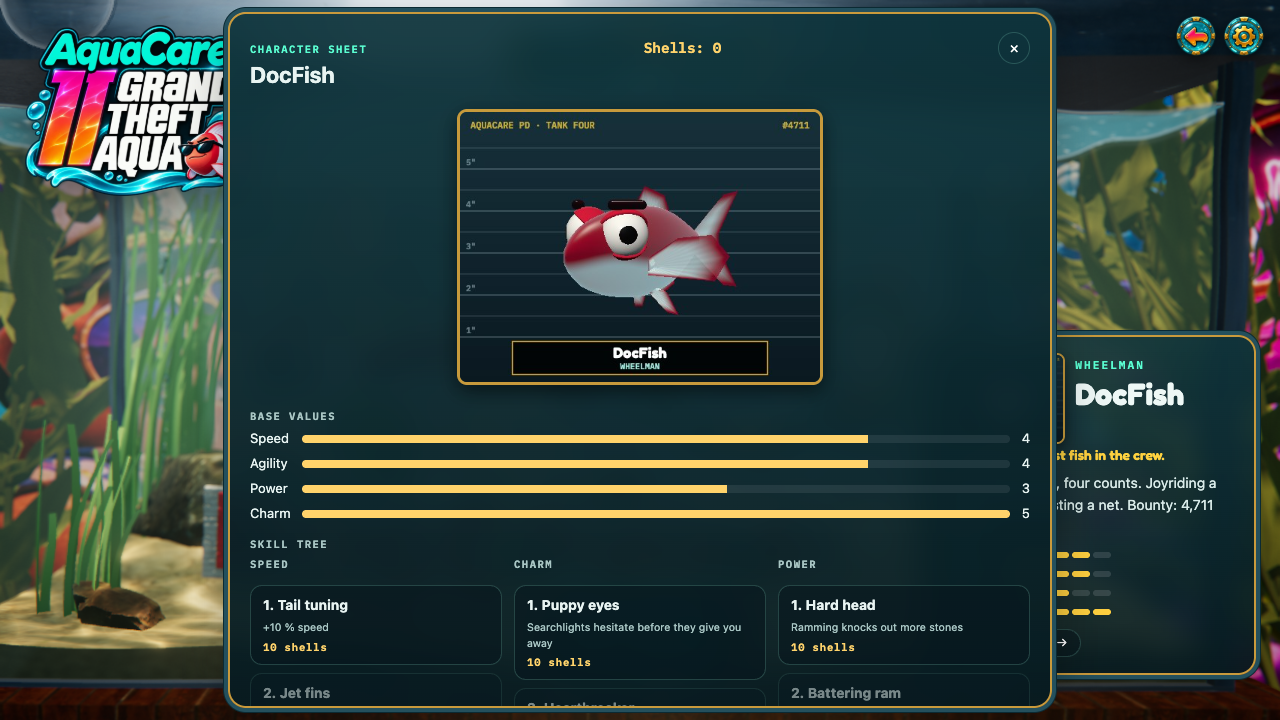 AquaCare
II GRAND
THEFT
AQUA
CHARACTER SHEET
DocFish
Shells: 0
×
AQUACARE PD · TANK FOUR
#4711
5"
4"
3"
2"
1"
DocFish
WHEELMAN
BASE VALUES
Speed 4
Agility 4
Power 3
Charm 5
SKILL TREE
SPEED
1. Tail tuning
+10 % speed
10 shells
2. Jet fins
CHARM
1. Puppy eyes
Searchlights hesitate before they give you
away
10 shells
POWER
1. Hard head
Ramming knocks out more stones
10 shells
2. Battering ram
WHEELMAN
DocFish
fish in the crew.
, four counts. Joyriding a
a net. Bounty: 4,711
→